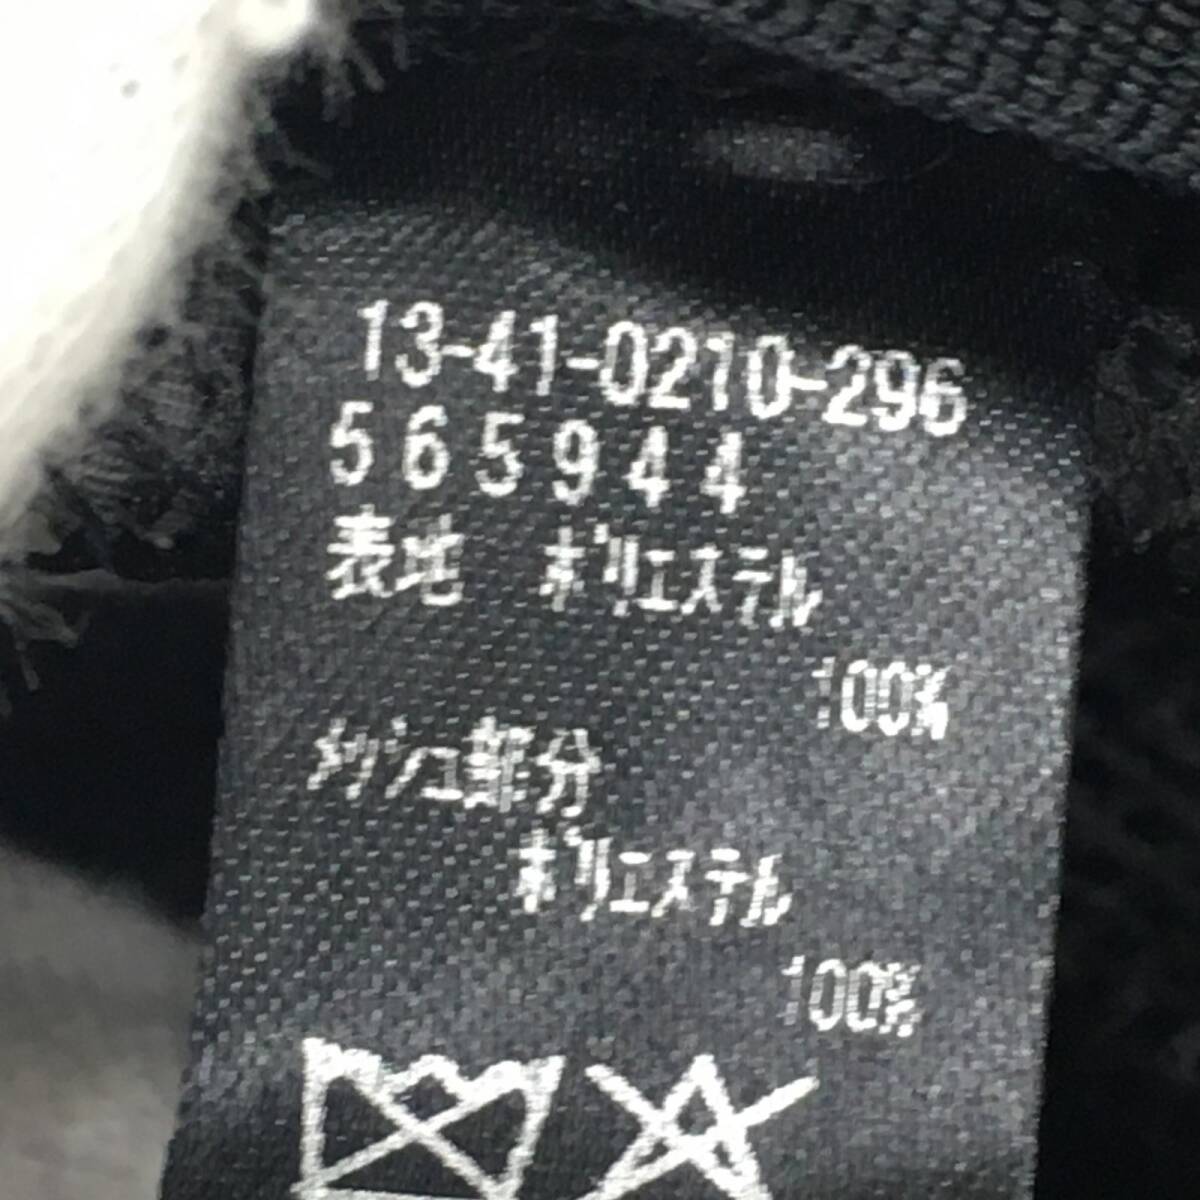 13-41-0210-296
565944
表地 ポリエステル
100%
メッシュ部分
ポリエステル
100%